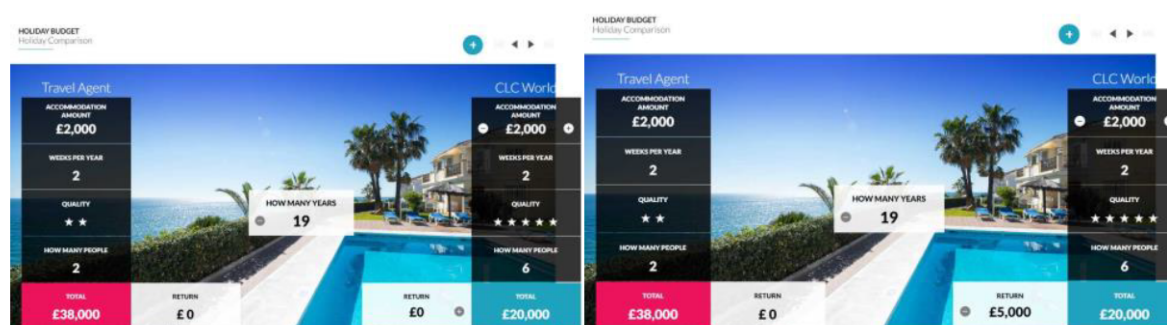 HOLIDAY BUDGET
Holiday Comparison
Travel Agent
ACCOMMODATION
AMOUNT
£2,000
WEEKS PER YEAR
2
QUALITY
HOW MANY PEOPLE
2
TOTAL
£38,000
RETURN
£0
HOW MANY YEARS
19
CLC World
ACCOMMODATION
AMOUNT
£2,000
WEEKS PER YEAR
2
QUALITY
HOW MANY PEOPLE
6
RETURN
£0
TOTAL
£20,000
HOLIDAY BUDGET
Holiday Comparison
Travel Agent
ACCOMMODATION
AMOUNT
£2,000
WEEKS PER YEAR
2
QUALITY
HOW MANY PEOPLE
2
TOTAL
£38,000
RETURN
£0
HOW MANY YEARS
19
CLC World
ACCOMMODATION
AMOUNT
£2,000
WEEKS PER YEAR
2
QUALITY
HOW MANY PEOPLE
6
RETURN
£5,000
TOTAL
£20,000